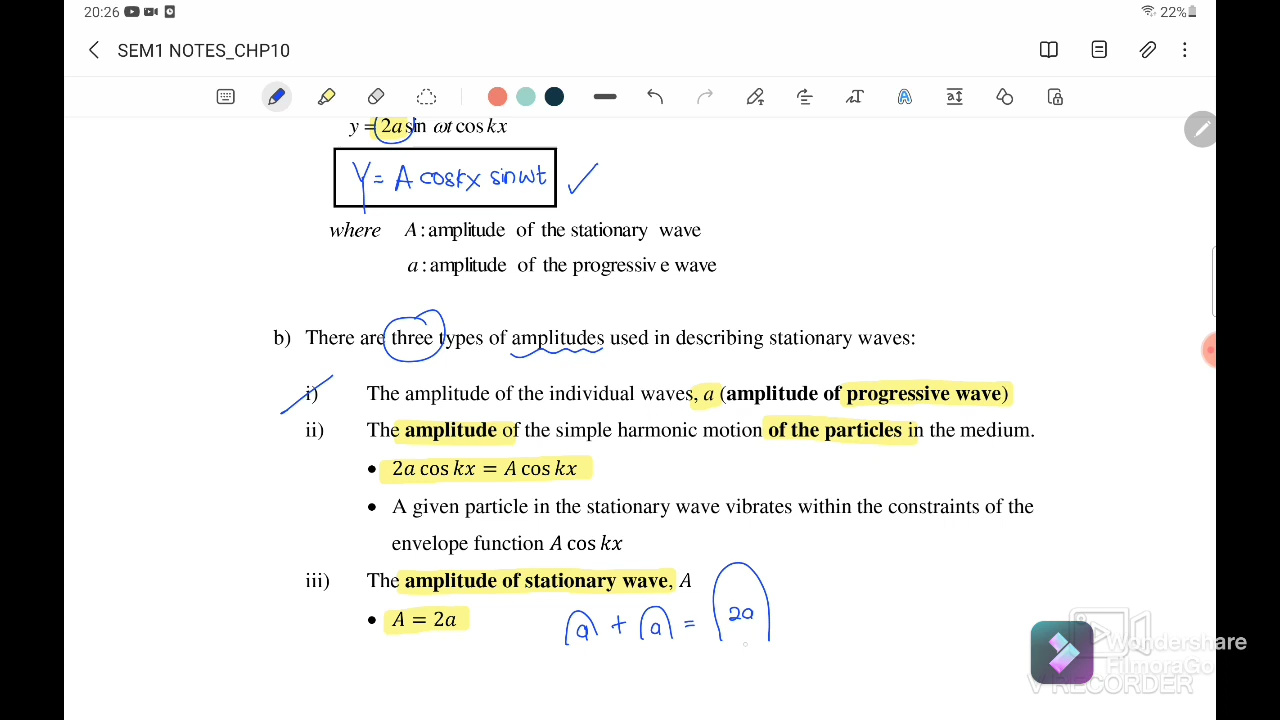 20:26
22%
SEM1 NOTES_CHP10
y = 2a sin ωt cos kx
Y = A coskx sinωt
where A : amplitude of the stationary wave
a : amplitude of the progressiv e wave
b) There are three types of amplitudes used in describing stationary waves:
i) The amplitude of the individual waves, a (amplitude of progressive wave)
ii) The amplitude of the simple harmonic motion of the particles in the medium.
• 2a cos kx = A cos kx
• A given particle in the stationary wave vibrates within the constraints of the
envelope function A cos kx
iii) The amplitude of stationary wave, A
• A = 2a
a + a = 2a
Wondershare
FilmoraGo
V RECORDER